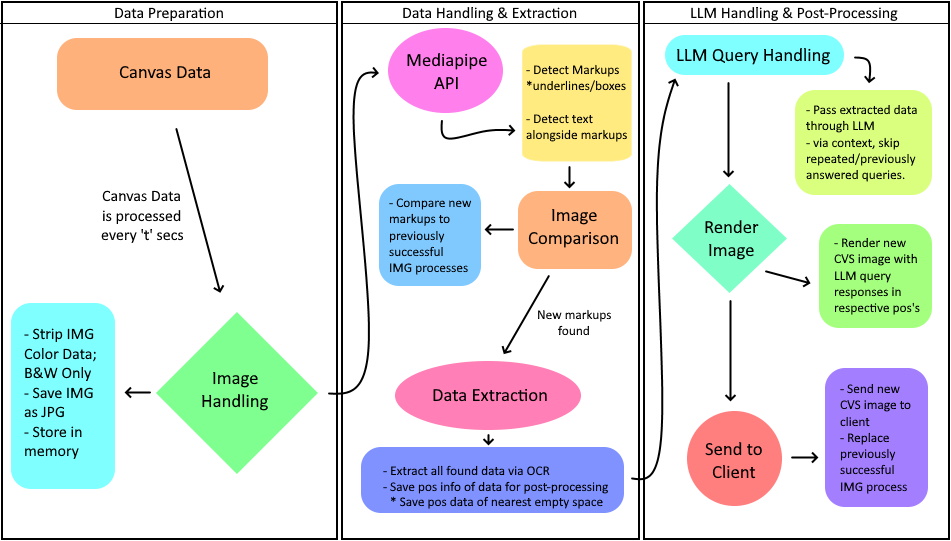 Data Preparation
Canvas Data
Canvas Data
is processed
every 't' secs
- Strip IMG
Color Data;
B&W Only
- Save IMG
as JPG
- Store in
memory
Image
Handling
Data Handling & Extraction
Mediapipe
API
- Detect Markups
*underlines/boxes
- Detect text
alongside markups
- Compare new
markups to
previously
successful
IMG processes
Image
Comparison
New markups
found
Data Extraction
- Extract all found data via OCR
- Save pos info of data for post-processing
* Save pos data of nearest empty space
LLM Handling & Post-Processing
LLM Query Handling
- Pass extracted data
through LLM
- via context, skip
repeated/previously
answered queries.
Render
Image
- Render new
CVS image with
LLM query
responses in
respective pos's
Send to
Client
- Send new
CVS image to
client
- Replace
previously
successful
IMG process